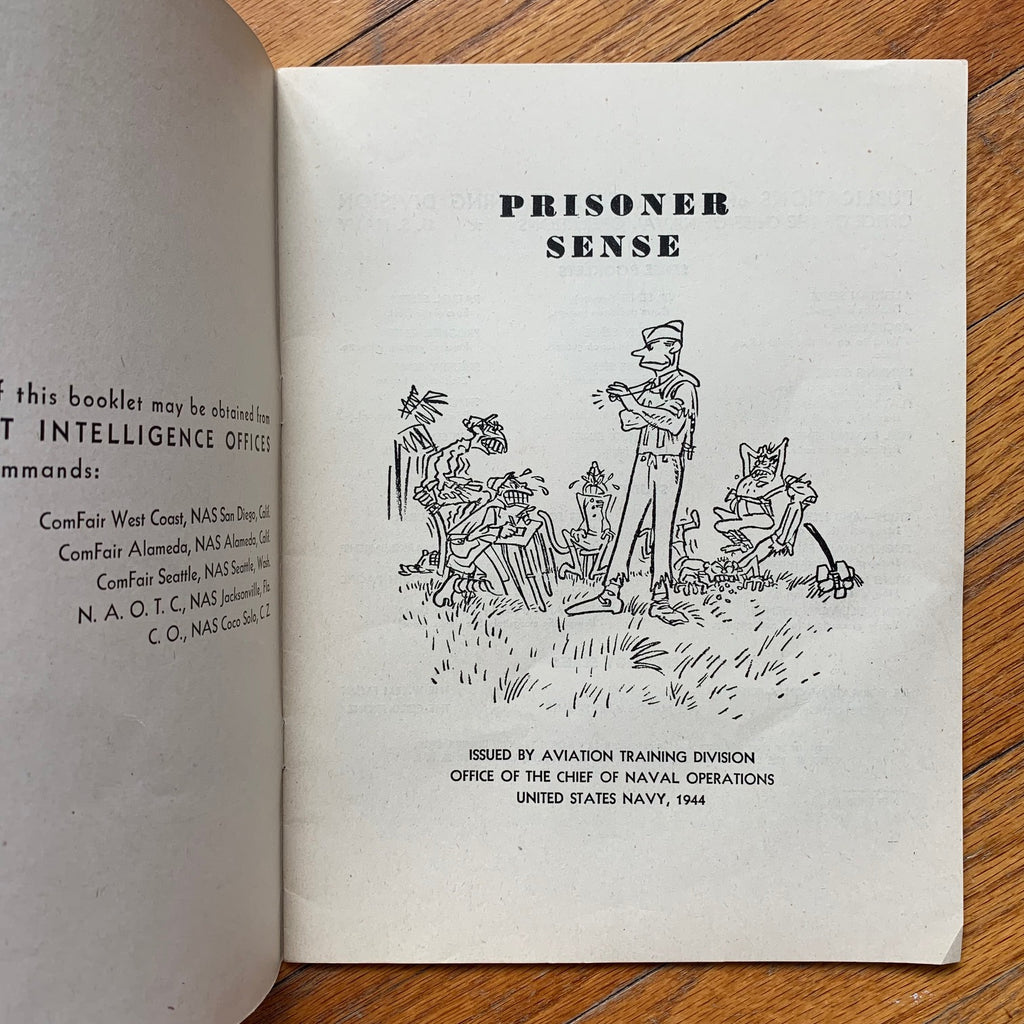 f this booklet may be obtained from
T INTELLIGENCE OFFICES
mmands:
ComFair West Coast, NAS San Diego, Calif.
ComFair Alameda, NAS Alameda, Calif.
ComFair Seattle, NAS Seattle, Wash.
N. A. O. T. C., NAS Jacksonville, Fla.
C. O., NAS Coco Solo, C. Z.
PRISONER
SENSE
ISSUED BY AVIATION TRAINING DIVISION
OFFICE OF THE CHIEF OF NAVAL OPERATIONS
UNITED STATES NAVY, 1944